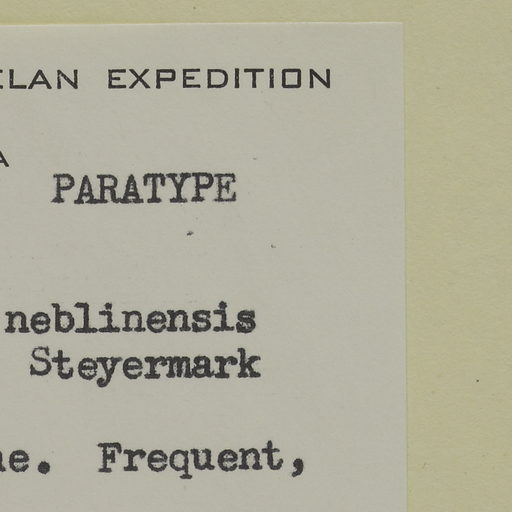 ELAN EXPEDITION
A
PARATYPE
neblinensis
Steyermark
ne. Frequent,